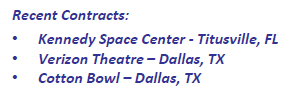 Recent Contracts:
• Kennedy Space Center - Titusville, FL
• Verizon Theatre – Dallas, TX
• Cotton Bowl – Dallas, TX